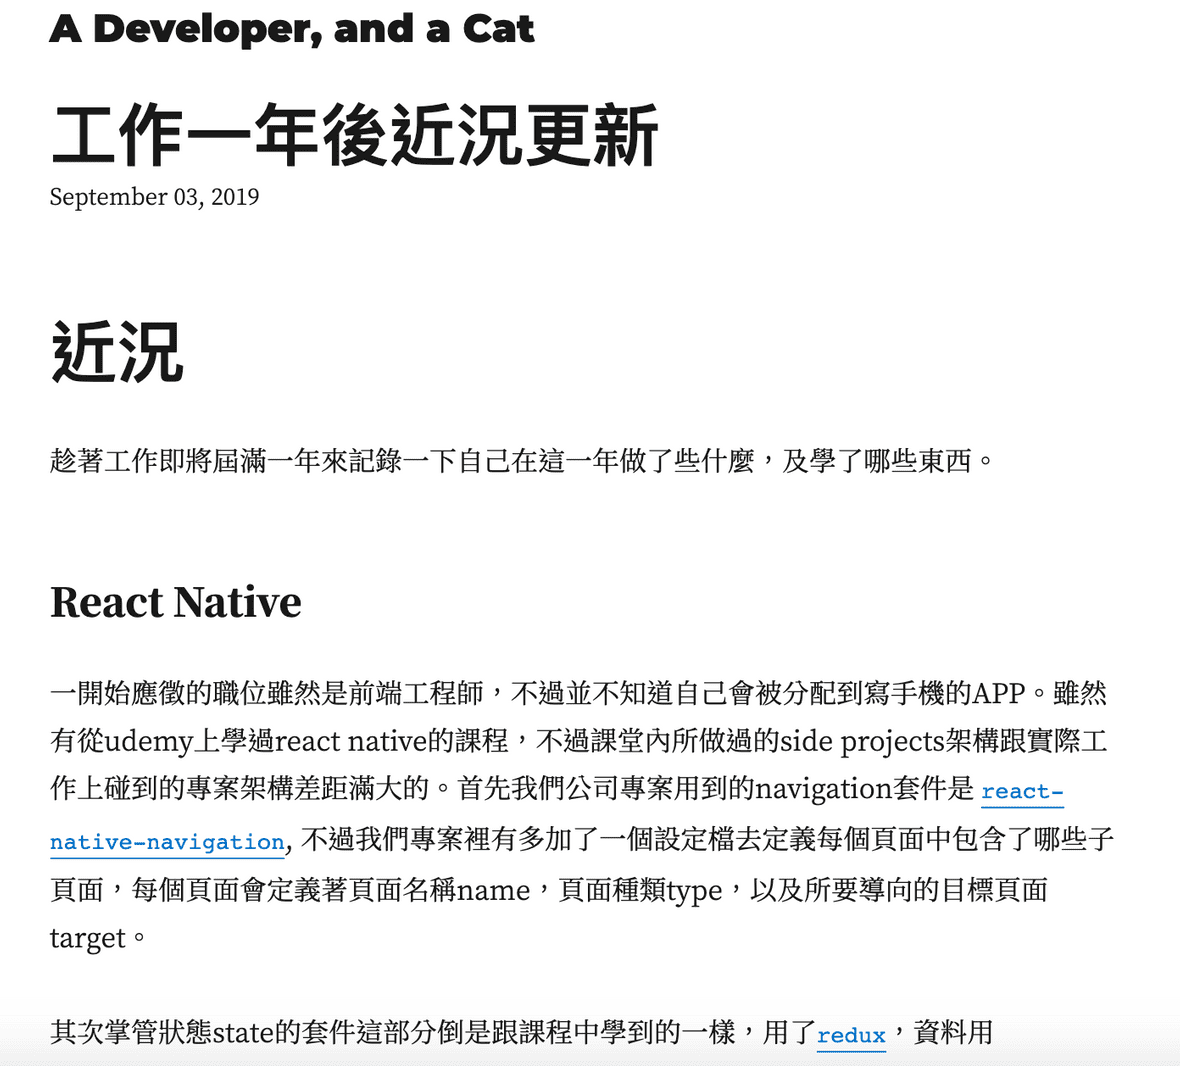 A Developer, and a Cat
工作一年後近況更新
September 03, 2019
近況
趁著工作即將屆滿一年來記錄一下自己在這一年做了些什麼，及學了哪些東西。
React Native
一開始應徵的職位雖然是前端工程師，不過並不知道自己會被分配到寫手機的APP。雖然
有從udemy上學過react native的課程，不過課堂內所做過的side projects架構跟實際工
作上碰到的專案架構差距滿大的。首先我們公司專案用到的navigation套件是 react-
native-navigation, 不過我們專案裡有多加了一個設定檔去定義每個頁面中包含了哪些子
頁面，每個頁面會定義著頁面名稱name，頁面種類type，以及所要導向的目標頁面
target。
其次掌管狀態state的套件這部分倒是跟課程中學到的一樣，用了redux，資料用